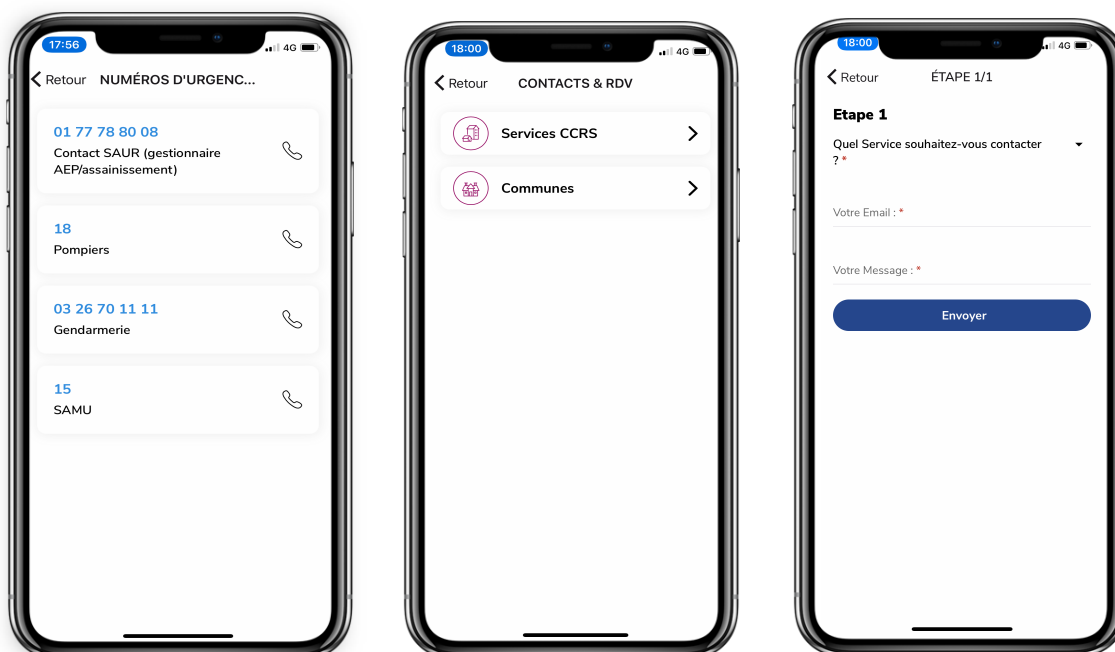 17:56
4G
Retour NUMÉROS D'URGENC...
01 77 78 80 08
Contact SAUR (gestionnaire
AEP/assainissement)
18
Pompiers
03 26 70 11 11
Gendarmerie
15
SAMU
18:00
4G
Retour CONTACTS & RDV
Services CCRS
Communes
18:00
4G
Retour ÉTAPE 1/1
Etape 1
Quel Service souhaitez-vous contacter
? *
Votre Email : *
Votre Message : *
Envoyer